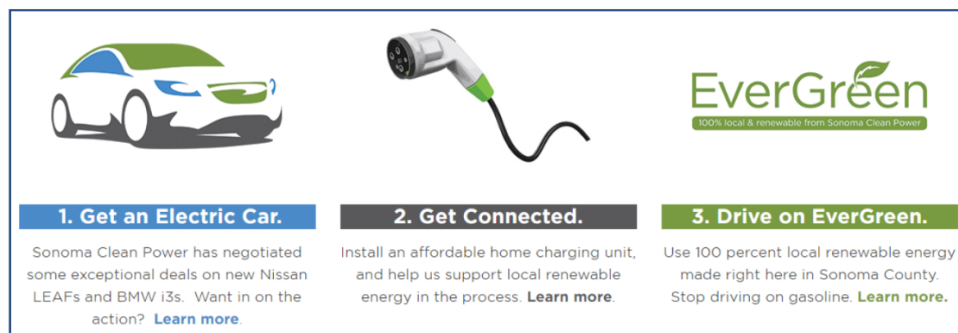 EverGreen
100% local & renewable from Sonoma Clean Power
1. Get an Electric Car.
Sonoma Clean Power has negotiated
some exceptional deals on new Nissan
LEAFs and BMW i3s. Want in on the
action? Learn more.
2. Get Connected.
Install an affordable home charging unit,
and help us support local renewable
energy in the process. Learn more.
3. Drive on EverGreen.
Use 100 percent local renewable energy
made right here in Sonoma County.
Stop driving on gasoline. Learn more.